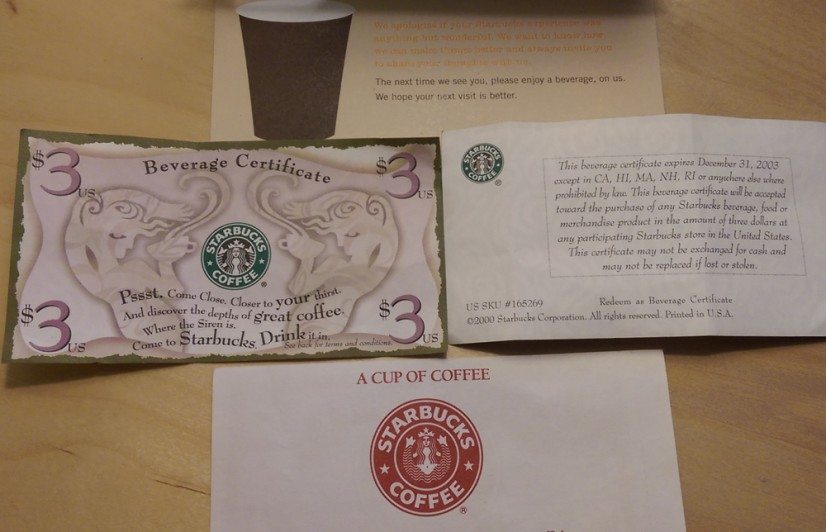 We apologize if your Starbucks experience was
anything but wonderful. We want to know how
we can make things better and always invite you
to share your thoughts with us.
The next time we see you, please enjoy a beverage, on us.
We hope your next visit is better.
$3 US
Beverage Certificate
$3 US
STARBUCKS
COFFEE
®
Pssst. Come Close. Closer to your thirst.
And discover the depths of great coffee.
Where the Siren is.
Come to Starbucks. Drink it in.
See back for terms and conditions.
$3 US
$3 US
STARBUCKS
COFFEE
®
This beverage certificate expires December 31, 2003
except in CA, HI, MA, NH, RI or anywhere else where
prohibited by law. This beverage certificate will be accepted
toward the purchase of any Starbucks beverage, food or
merchandise product in the amount of three dollars at
any participating Starbucks store in the United States.
This certificate may not be exchanged for cash and
may not be replaced if lost or stolen.
US SKU #165269 Redeem as Beverage Certificate
©2000 Starbucks Corporation. All rights reserved. Printed in U.S.A.
A CUP OF COFFEE
STARBUCKS
COFFEE
®